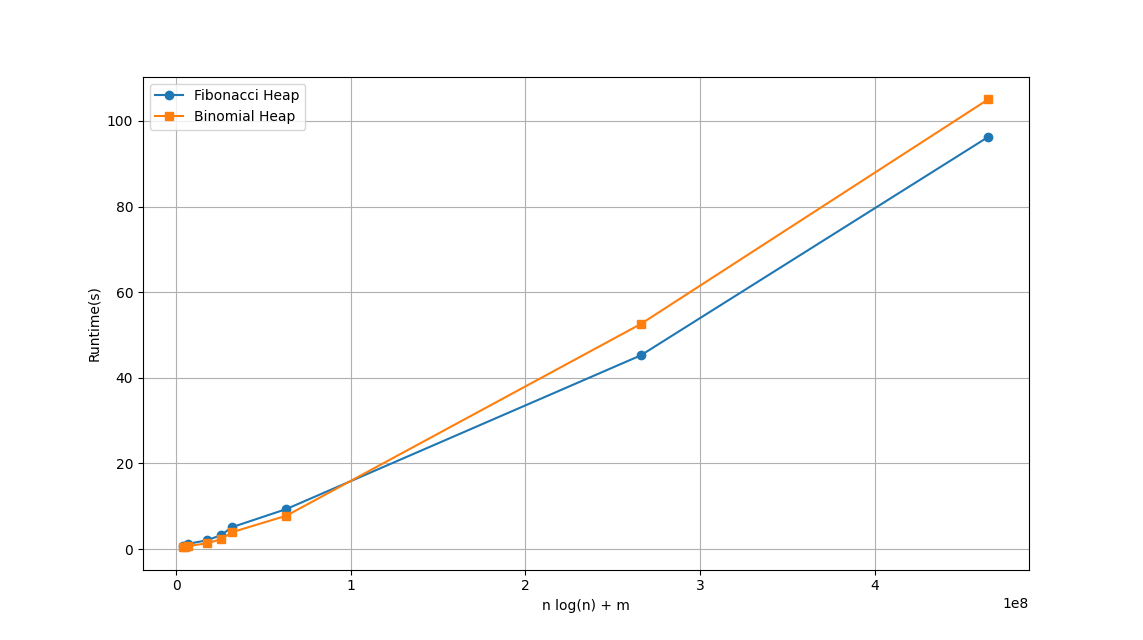 Fibonacci Heap
Binomial Heap
100
80
60
40
20
0
Runtime(s)
0 1 2 3 4
1e8
n log(n) + m